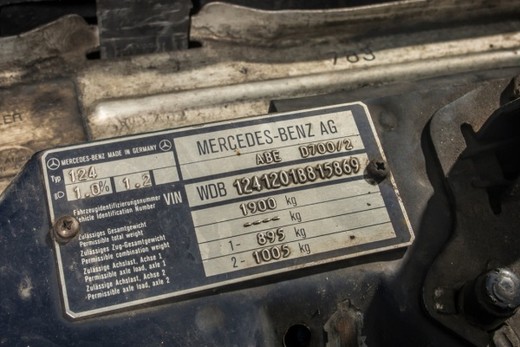 763
MERCEDES-BENZ MADE IN GERMANY
MERCEDES-BENZ AG
Typ 124
ABE D700/2
1.0% 1.2
Fahrzeugidentifizierungsnummer
Vehicle Identification Number
VIN
WDB 1241201B815869
Zulässiges Gesamtgewicht
Permissible total weight
1900 kg
Zulässiges Zug-Gesamtgewicht
Permissible combination weight
---- kg
Zulässige Achslast, Achse 1
Permissible axle load, axle 1
1- 895 kg
Zulässige Achslast, Achse 2
Permissible axle load, axle 2
2- 1005 kg